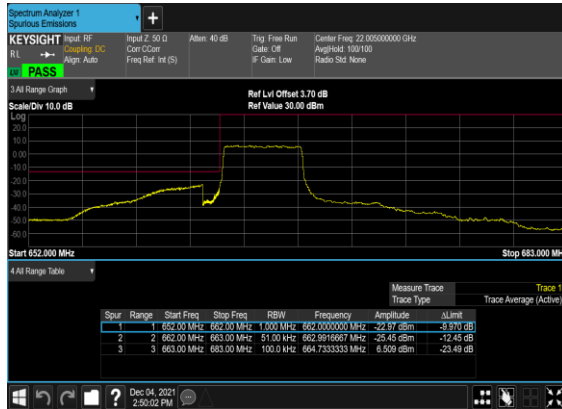 Spectrum Analyzer 1
Spurious Emissions
+
KEYSIGHT Input: RF Input Z: 50 Ω Atten: 40 dB Trig: Free Run Center Freq: 22.005000000 GHz
RL Coupling: DC Corr CCorr Gate: Off Avg|Hold: 100/100
Align: Auto Freq Ref: Int (S) IF Gain: Low Radio Std: None
PASS
3 All Range Graph Ref Lvl Offset 3.70 dB
Scale/Div 10.0 dB Ref Value 30.00 dBm
Log
20.0
10.0
0.00
-10.0
-20.0
-30.0
-40.0
-50.0
-60.0
Start 652.000 MHz Stop 683.000 MH
4 All Range Table
Measure Trace Trace 1
Trace Type Trace Average (Active)
Spur Range Start Freq Stop Freq RBW Frequency Amplitude ΔLimit
1 1 652.00 MHz 662.00 MHz 1.000 MHz 662.0000000 MHz -22.97 dBm -9.970 dB
2 2 662.00 MHz 663.00 MHz 51.00 kHz 662.9916667 MHz -25.45 dBm -12.45 dB
3 3 663.00 MHz 683.00 MHz 100.0 kHz 664.7333333 MHz 6.509 dBm -23.49 dB
? Dec 04, 2021
2:50:02 PM